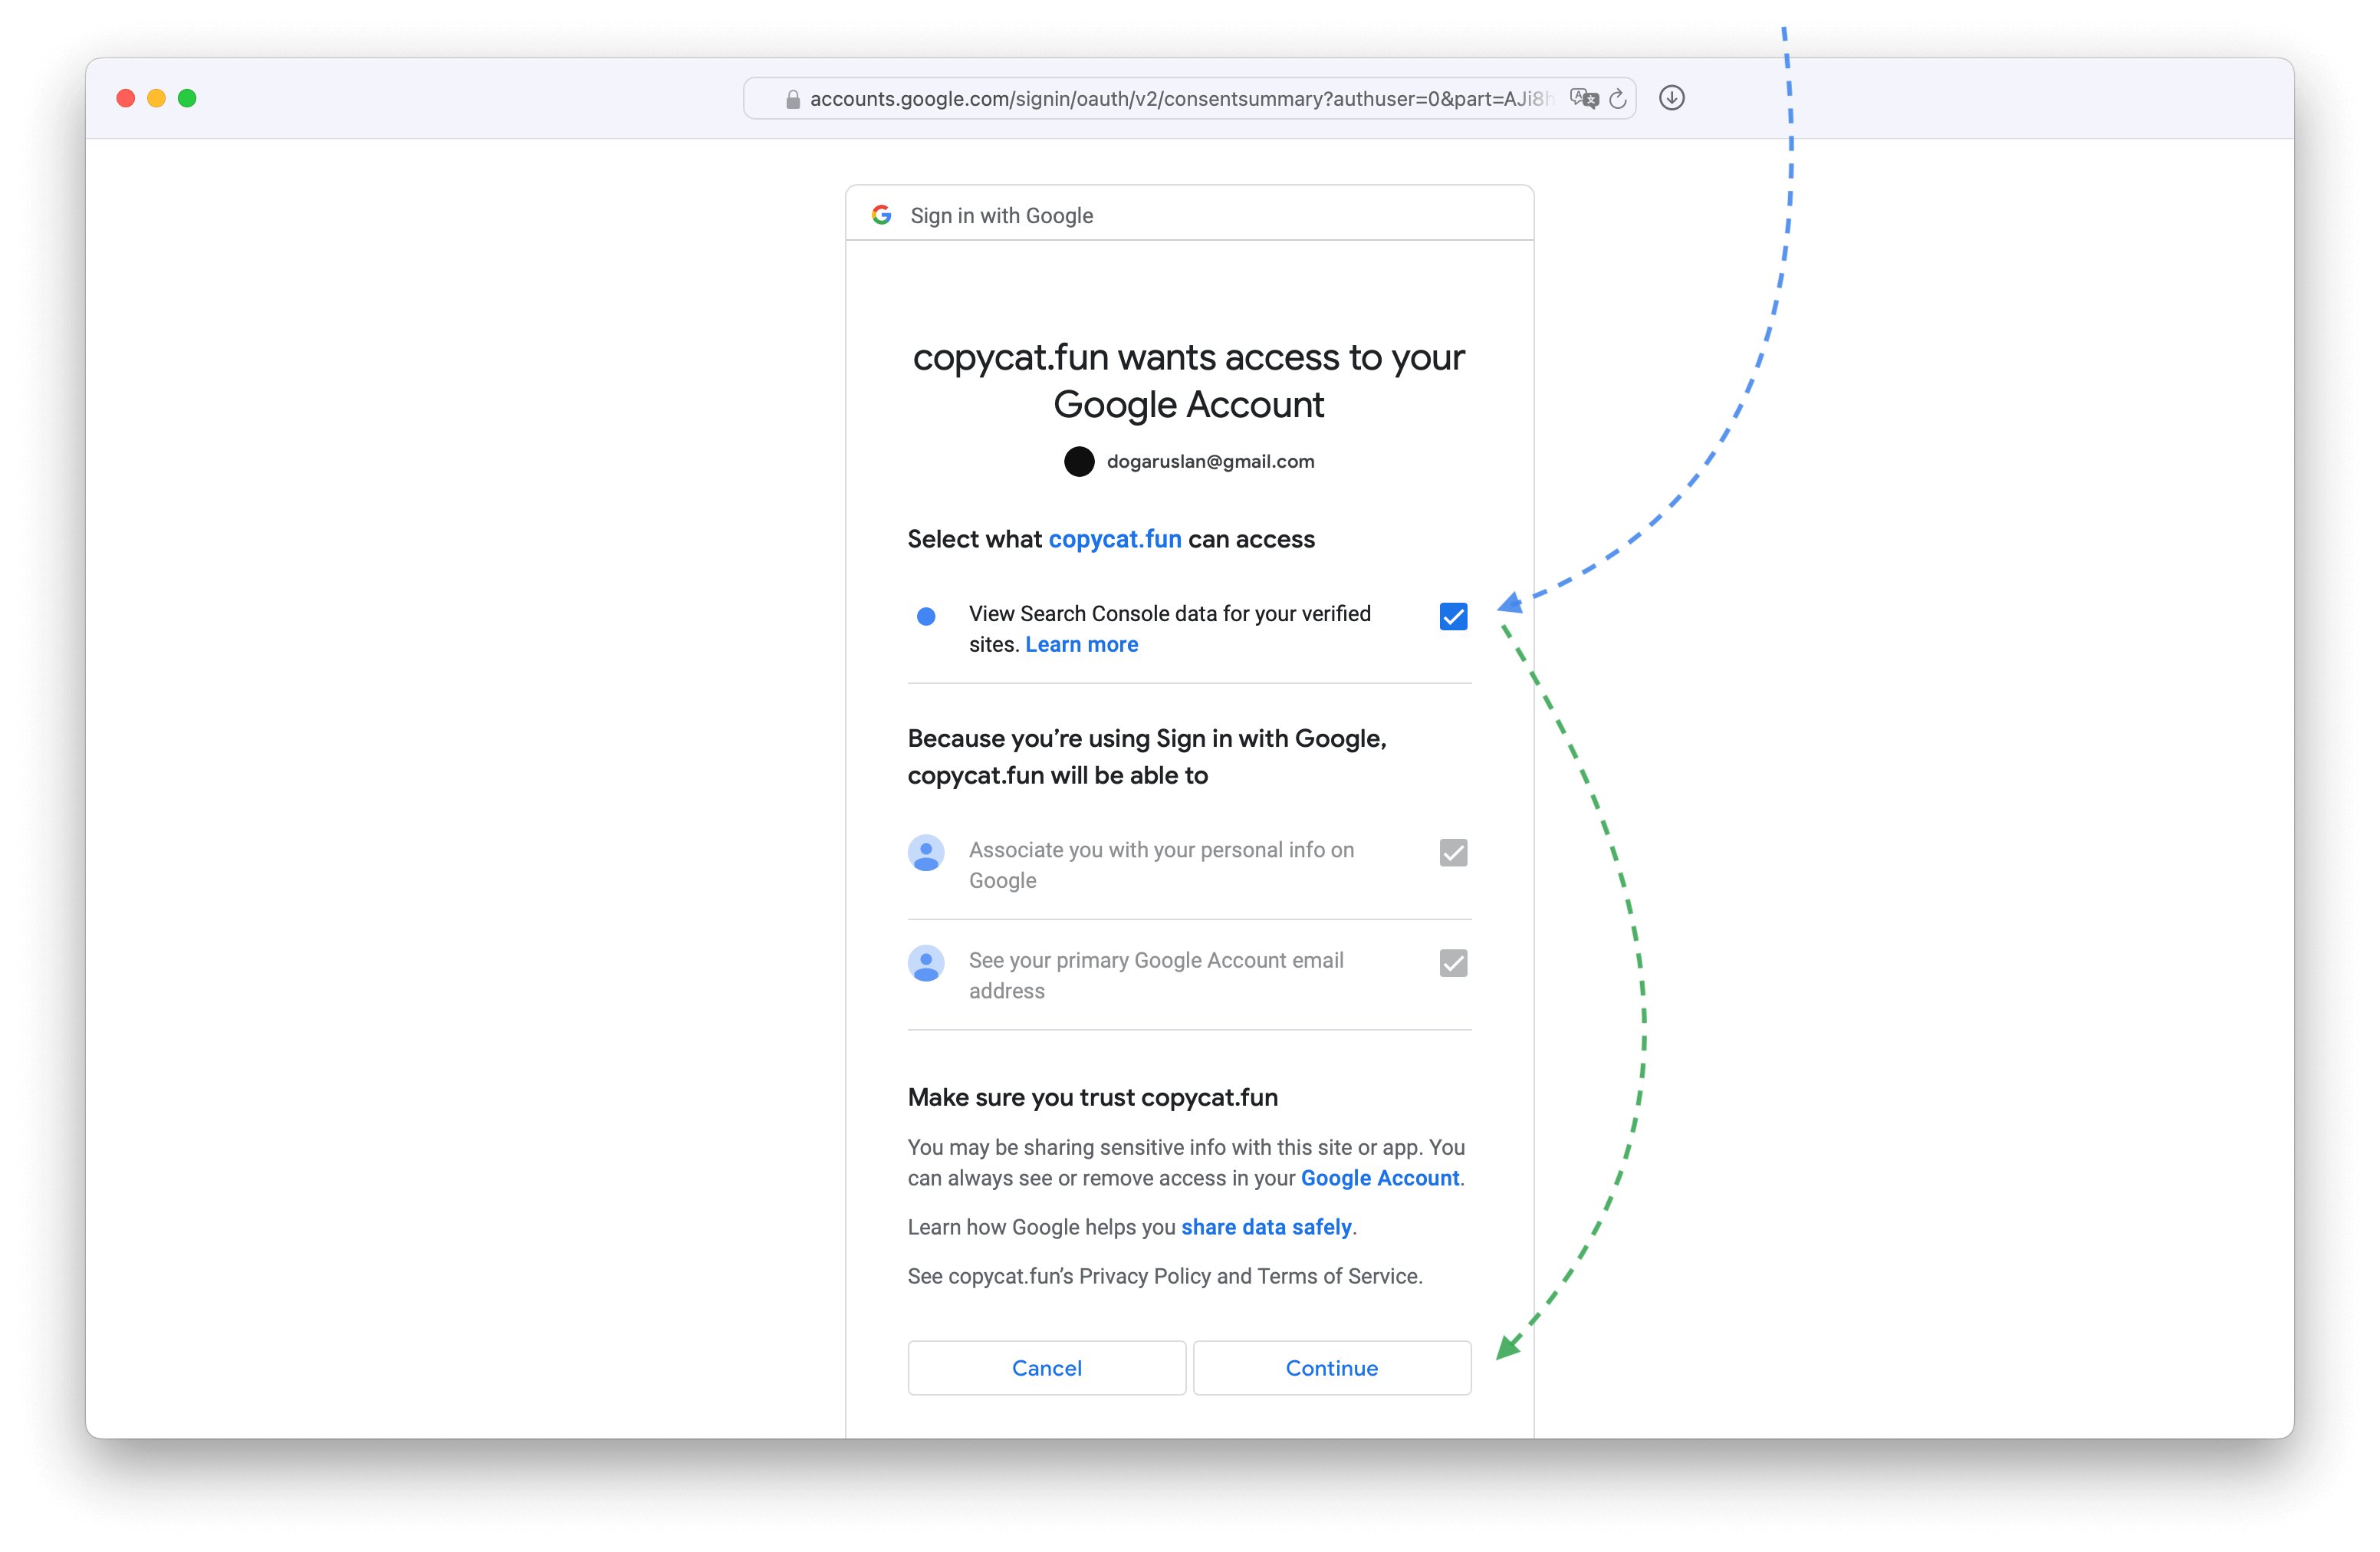 accounts.google.com/signin/oauth/v2/consentsummary?authuser=0&part=AJi8h
Sign in with Google
copycat.fun wants access to your
Google Account
dogaruslan@gmail.com
Select what copycat.fun can access
View Search Console data for your verified
sites. Learn more
Because you’re using Sign in with Google,
copycat.fun will be able to
Associate you with your personal info on
Google
See your primary Google Account email
address
Make sure you trust copycat.fun
You may be sharing sensitive info with this site or app. You
can always see or remove access in your Google Account.
Learn how Google helps you share data safely.
See copycat.fun’s Privacy Policy and Terms of Service.
Cancel
Continue